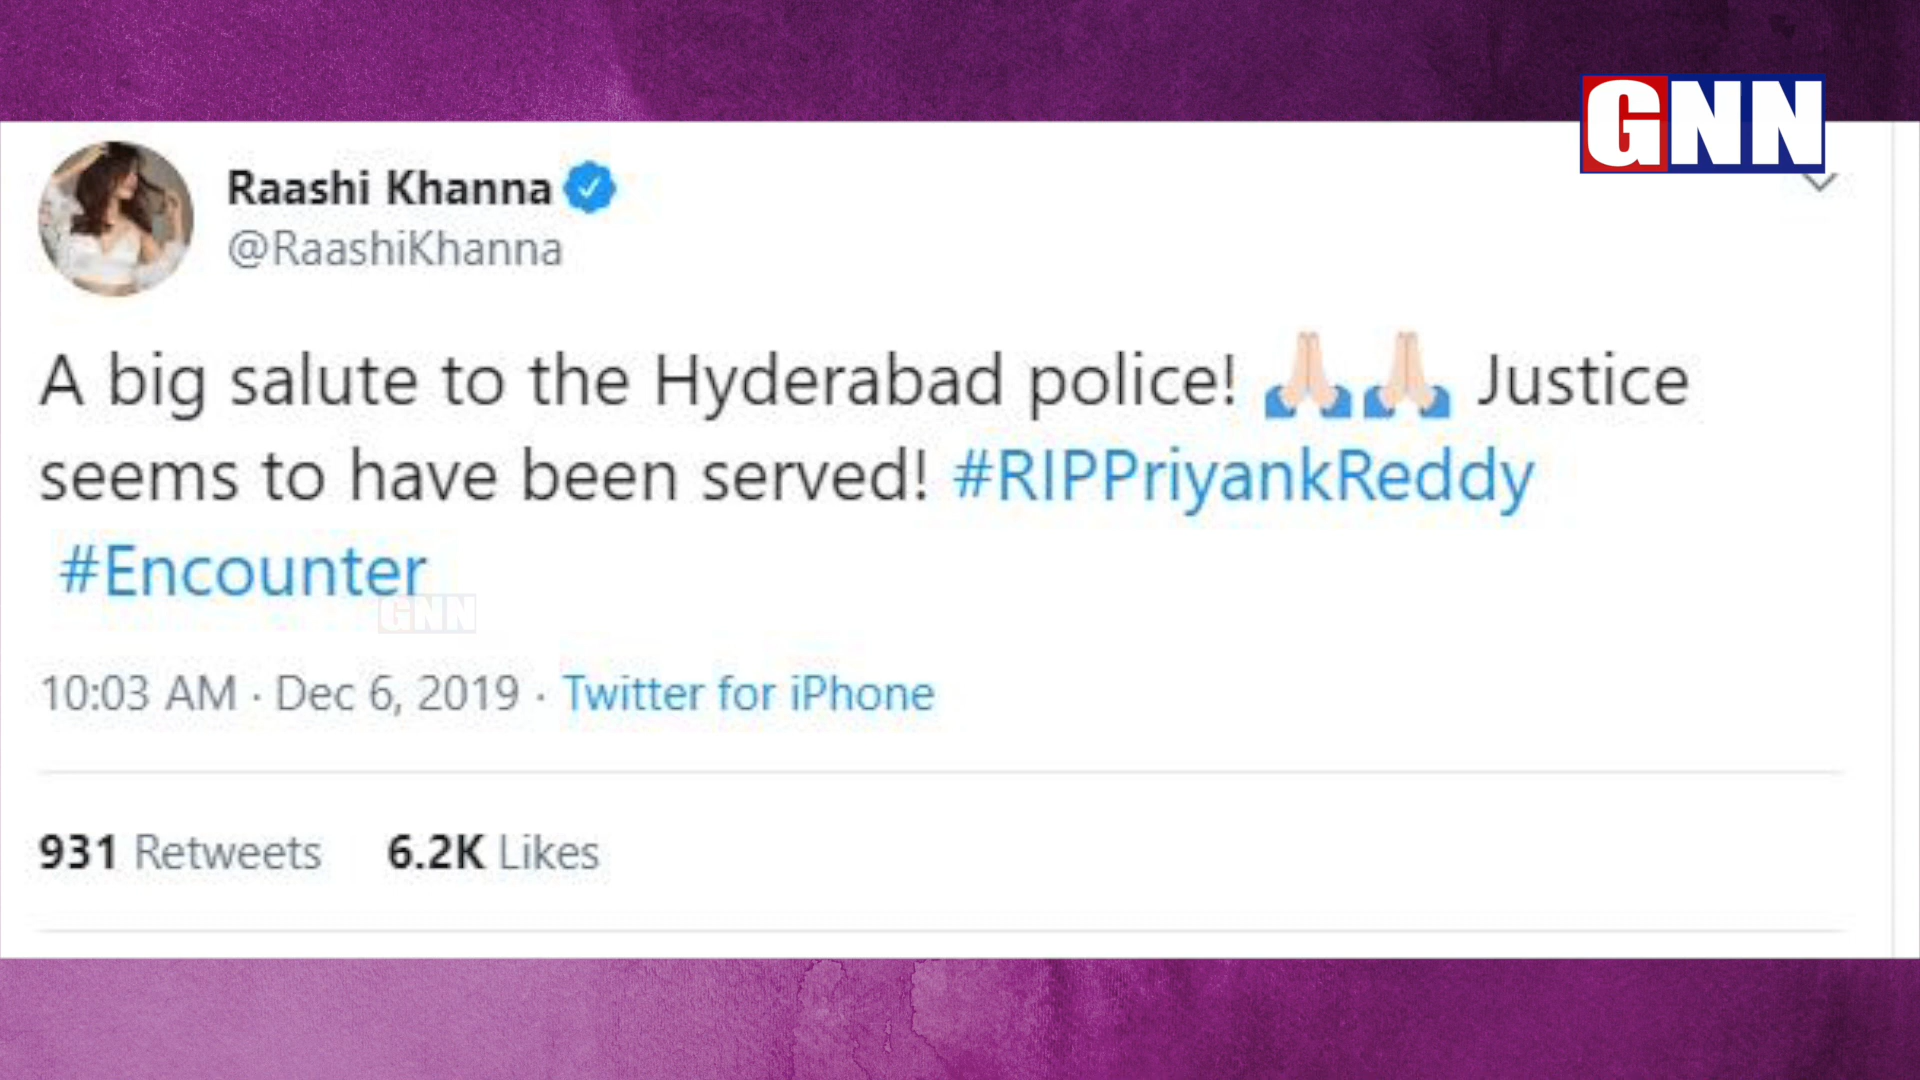 GNN
Raashi Khanna
@RaashiKhanna
A big salute to the Hyderabad police! 🙏🏻🙏🏻 Justice
seems to have been served! #RIPPriyankReddy
#Encounter
GNN
10:03 AM · Dec 6, 2019 · Twitter for iPhone
931 Retweets 6.2K Likes